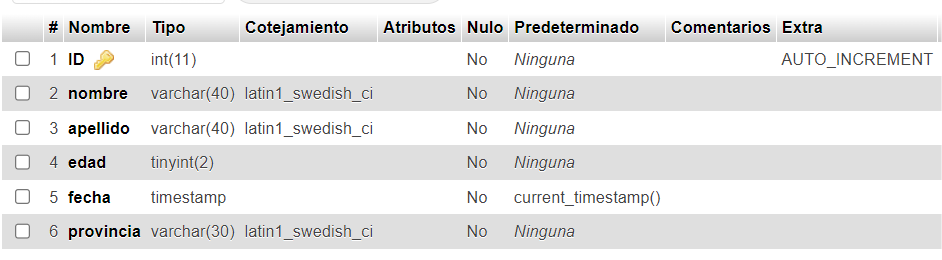 # Nombre Tipo Cotejamiento Atributos Nulo Predeterminado Comentarios Extra
1 ID int(11) No Ninguna AUTO_INCREMENT
2 nombre varchar(40) latin1_swedish_ci No Ninguna
3 apellido varchar(40) latin1_swedish_ci No Ninguna
4 edad tinyint(2) No Ninguna
5 fecha timestamp No current_timestamp()
6 provincia varchar(30) latin1_swedish_ci No Ninguna